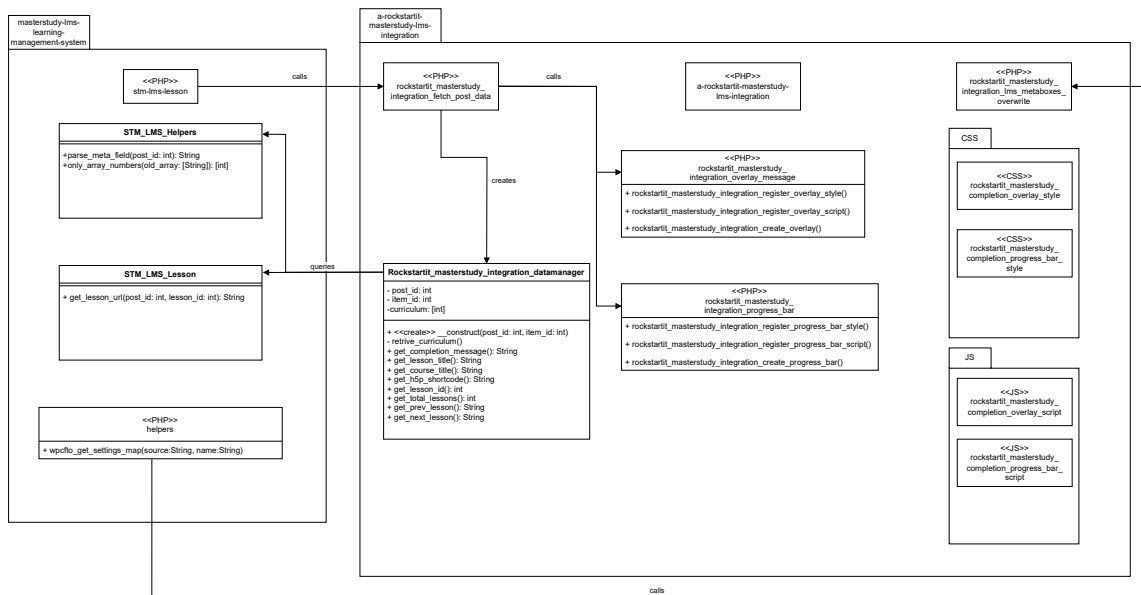 masterstudy-lms-
learning-
management-system
<<PHP>>
stm-lms-lesson
calls
STM_LMS_Helpers
+parse_meta_field(post_id: int): String
+only_array_numbers(old_array: [String]): [int]
STM_LMS_Lesson
+ get_lesson_url(post_id: int, lesson_id: int): String
queries
<<PHP>>
helpers
+ wpcfto_get_settings_map(source:String, name:String)
a-rockstartit-
masterstudy-lms-
integration
<<PHP>>
rockstartit_masterstudy_
integration_fetch_post_data
calls
creates
Rockstartit_masterstudy_integration_datamanager
- post_id: int
- item_id: int
-curriculum: [int]
+ <<create>> __construct(post_id: int, item_id: int)
- retrive_curriculum()
+ get_completion_message(): String
+ get_lesson_title(): String
+ get_course_title(): String
+ get_h5p_shortcode(): String
+ get_lesson_id(): int
+ get_total_lessons(): int
+ get_prev_lesson(): String
+ get_next_lesson(): String
<<PHP>>
a-rockstartit-masterstudy-
lms-integration
<<PHP>>
rockstartit_masterstudy_
integration_overlay_message
+ rockstartit_masterstudy_integration_register_overlay_style()
+ rockstartit_masterstudy_integration_register_overlay_script()
+ rockstartit_masterstudy_integration_create_overlay()
<<PHP>>
rockstartit_masterstudy_
integration_progress_bar
+ rockstartit_masterstudy_integration_register_progress_bar_style()
+ rockstartit_masterstudy_integration_register_progress_bar_script()
+ rockstartit_masterstudy_integration_create_progress_bar()
<<PHP>>
rockstartit_masterstudy_
integration_lms_metaboxes_
overwrite
CSS
<<CSS>>
rockstartit_masterstudy_
completion_overlay_style
<<CSS>>
rockstartit_masterstudy_
completion_progress_bar_
style
JS
<<JS>>
rockstartit_masterstudy_
completion_overlay_script
<<JS>>
rockstartit_masterstudy_
completion_progress_bar_
script
calls